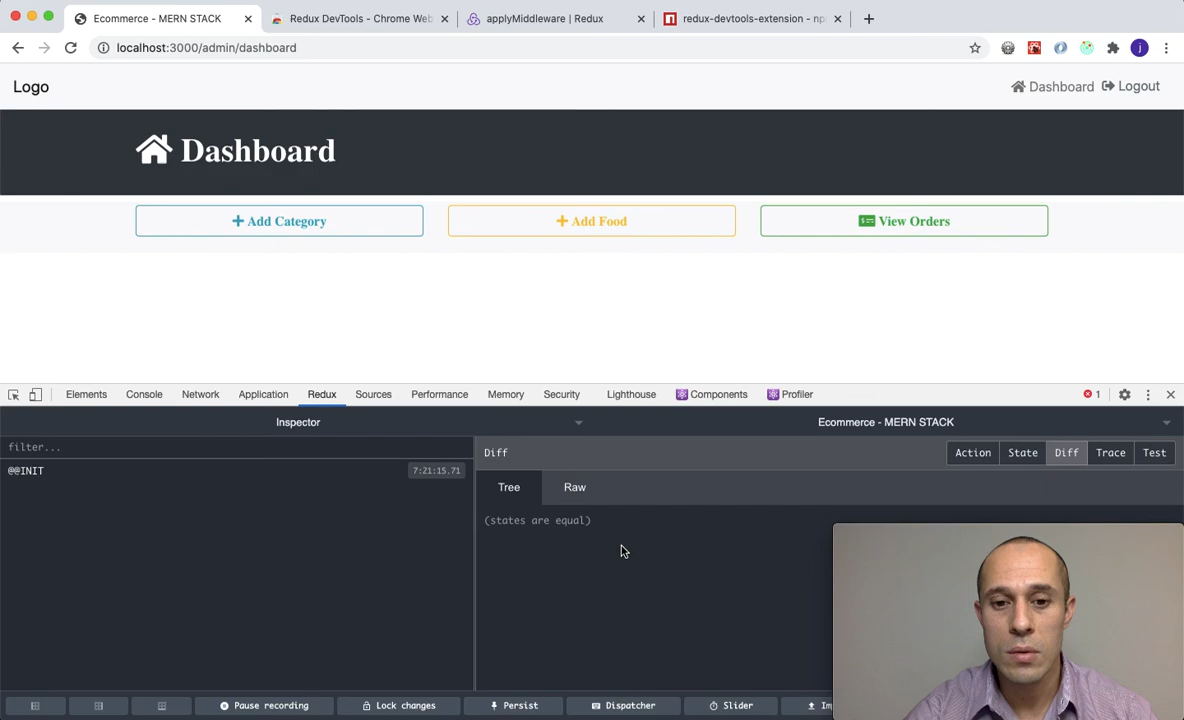 Ecommerce - MERN STACK
Redux DevTools - Chrome Web
applyMiddleware | Redux
redux-devtools-extension - np
localhost:3000/admin/dashboard
j
Logo
Dashboard
Logout
Dashboard
Add Category
Add Food
View Orders
Elements
Console
Network
Application
Redux
Sources
Performance
Memory
Security
Lighthouse
Components
Profiler
1
Inspector
Ecommerce - MERN STACK
filter...
Diff
Action
State
Diff
Trace
Test
@@INIT
7:21:15.71
Tree
Raw
(states are equal)
Pause recording
Lock changes
Persist
Dispatcher
Slider